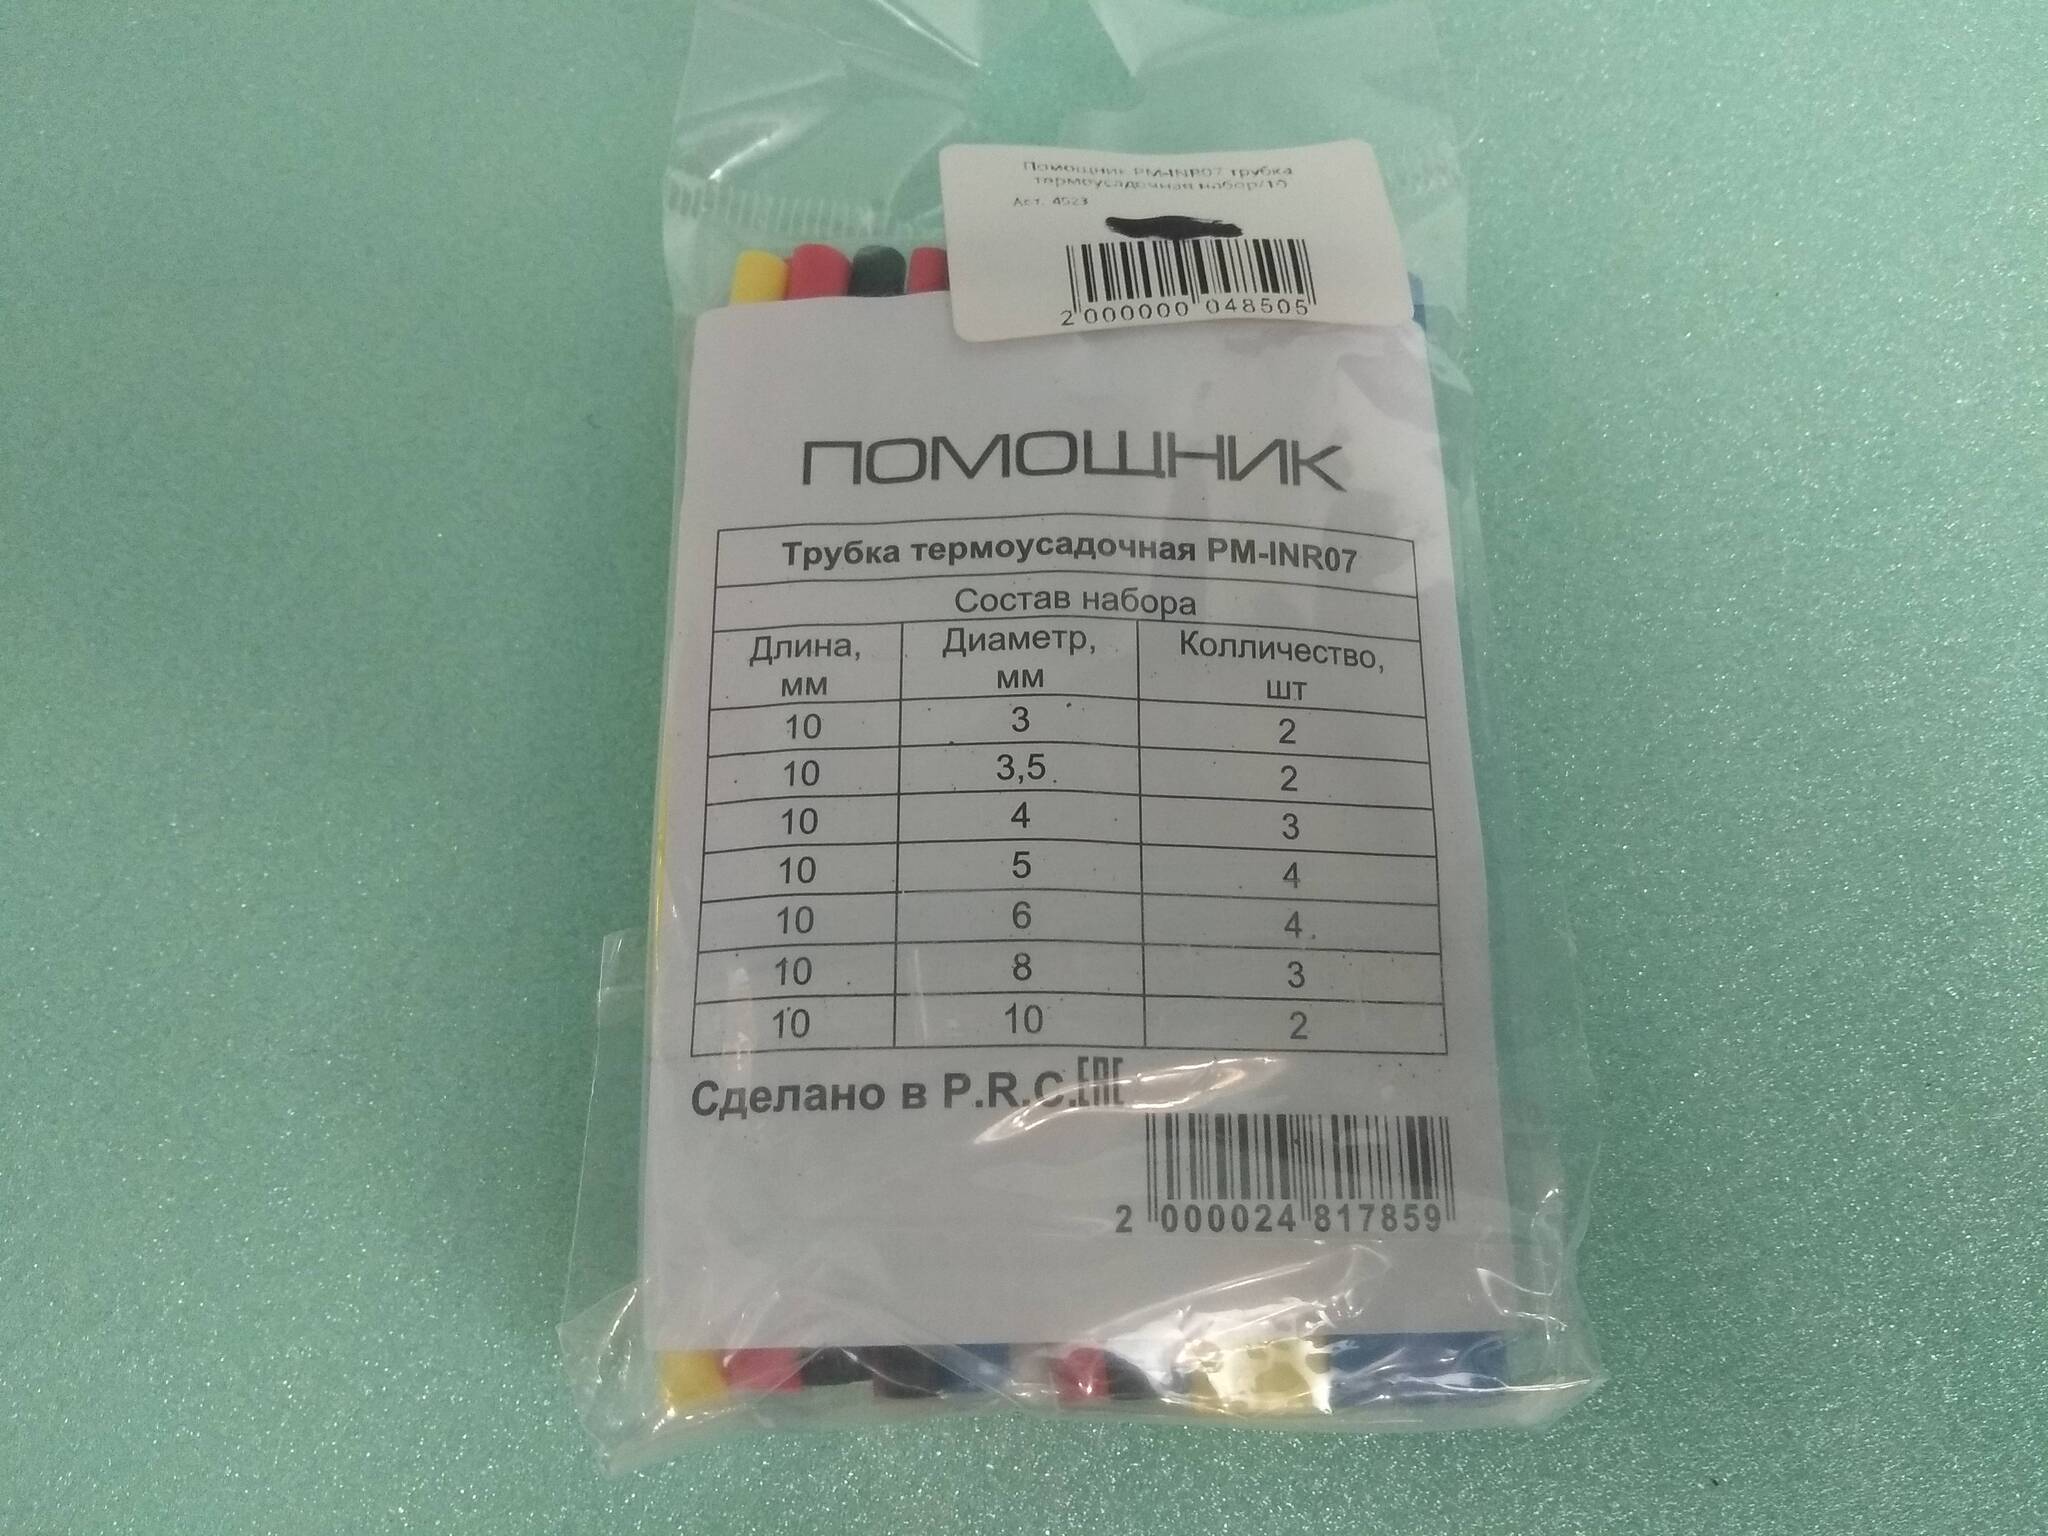 Помощник PM-INR07 трубка
термоусадочная набор/10
Арт. 4523
2 000000 048505
ПОМОЩНИК
Трубка термоусадочная PM-INR07
Состав набора
Длина, мм Диаметр, мм Колличество, шт
10 3 2
10 3,5 2
10 4 3
10 5 4
10 6 4
10 8 3
10 10 2
Сделано в P.R.C. EAC
2 000024 817859